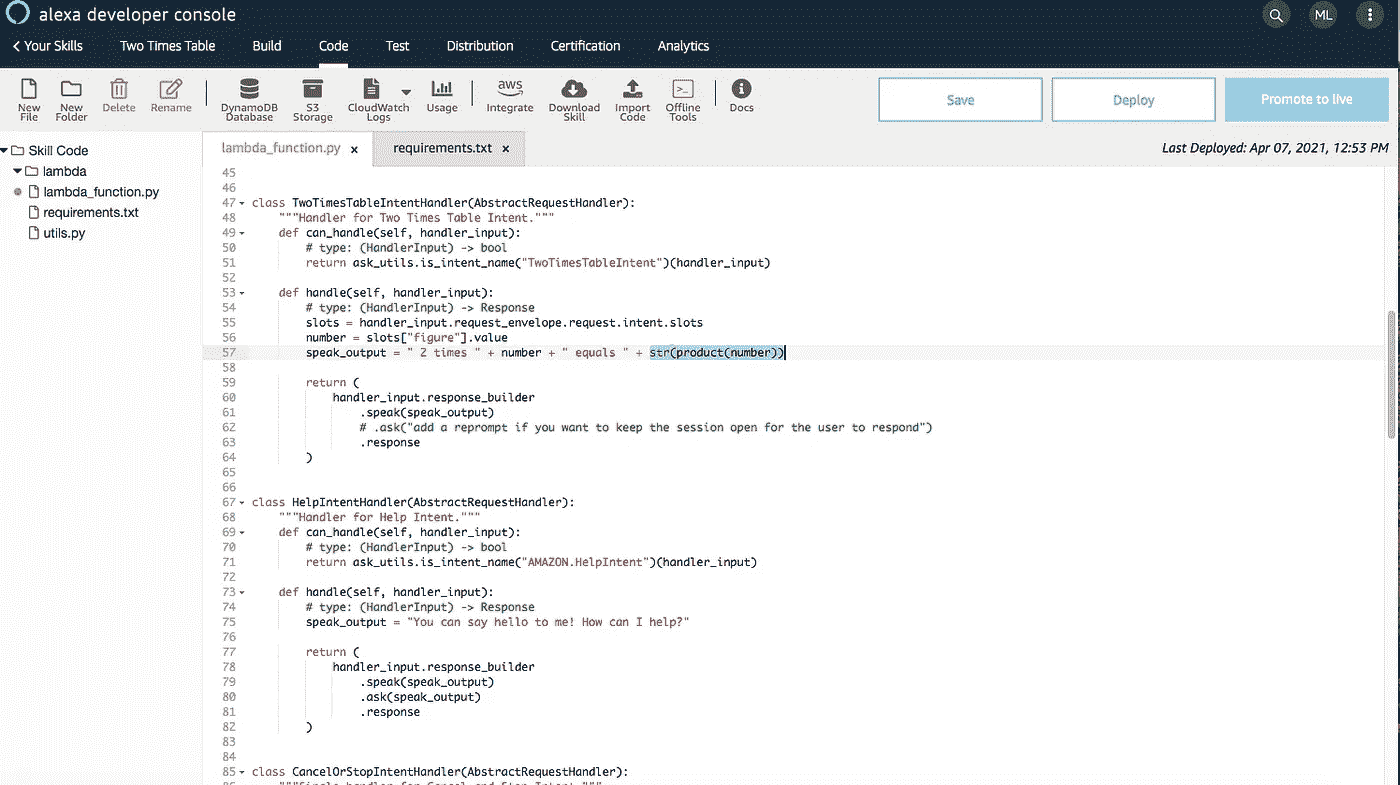 alexa developer console
ML
Your Skills Two Times Table Build Code Test Distribution Certification Analytics
New File New Folder Delete Rename DynamoDB Database S3 Storage CloudWatch Logs Usage aws Integrate Download Skill Import Code Offline Tools Docs Save Deploy Promote to live
lambda_function.py x requirements.txt x Last Deployed: Apr 07, 2021, 12:53 PM
Skill Code
lambda
lambda_function.py
requirements.txt
utils.py
45
46
47 class TwoTimesTableIntentHandler(AbstractRequestHandler):
48 """Handler for Two Times Table Intent."""
49 def can_handle(self, handler_input):
50 # type: (HandlerInput) -> bool
51 return ask_utils.is_intent_name("TwoTimesTableIntent")(handler_input)
52
53 def handle(self, handler_input):
54 # type: (HandlerInput) -> Response
55 slots = handler_input.request_envelope.request.intent.slots
56 number = slots["figure"].value
57 speak_output = " 2 times " + number + " equals " + str(product(number))
58
59 return (
60 handler_input.response_builder
61 .speak(speak_output)
62 # .ask("add a reprompt if you want to keep the session open for the user to respond")
63 .response
64 )
65
66
67 class HelpIntentHandler(AbstractRequestHandler):
68 """Handler for Help Intent."""
69 def can_handle(self, handler_input):
70 # type: (HandlerInput) -> bool
71 return ask_utils.is_intent_name("AMAZON.HelpIntent")(handler_input)
72
73 def handle(self, handler_input):
74 # type: (HandlerInput) -> Response
75 speak_output = "You can say hello to me! How can I help?"
76
77 return (
78 handler_input.response_builder
79 .speak(speak_output)
80 .ask(speak_output)
81 .response
82 )
83
84
85 class CancelOrStopIntentHandler(AbstractRequestHandler):